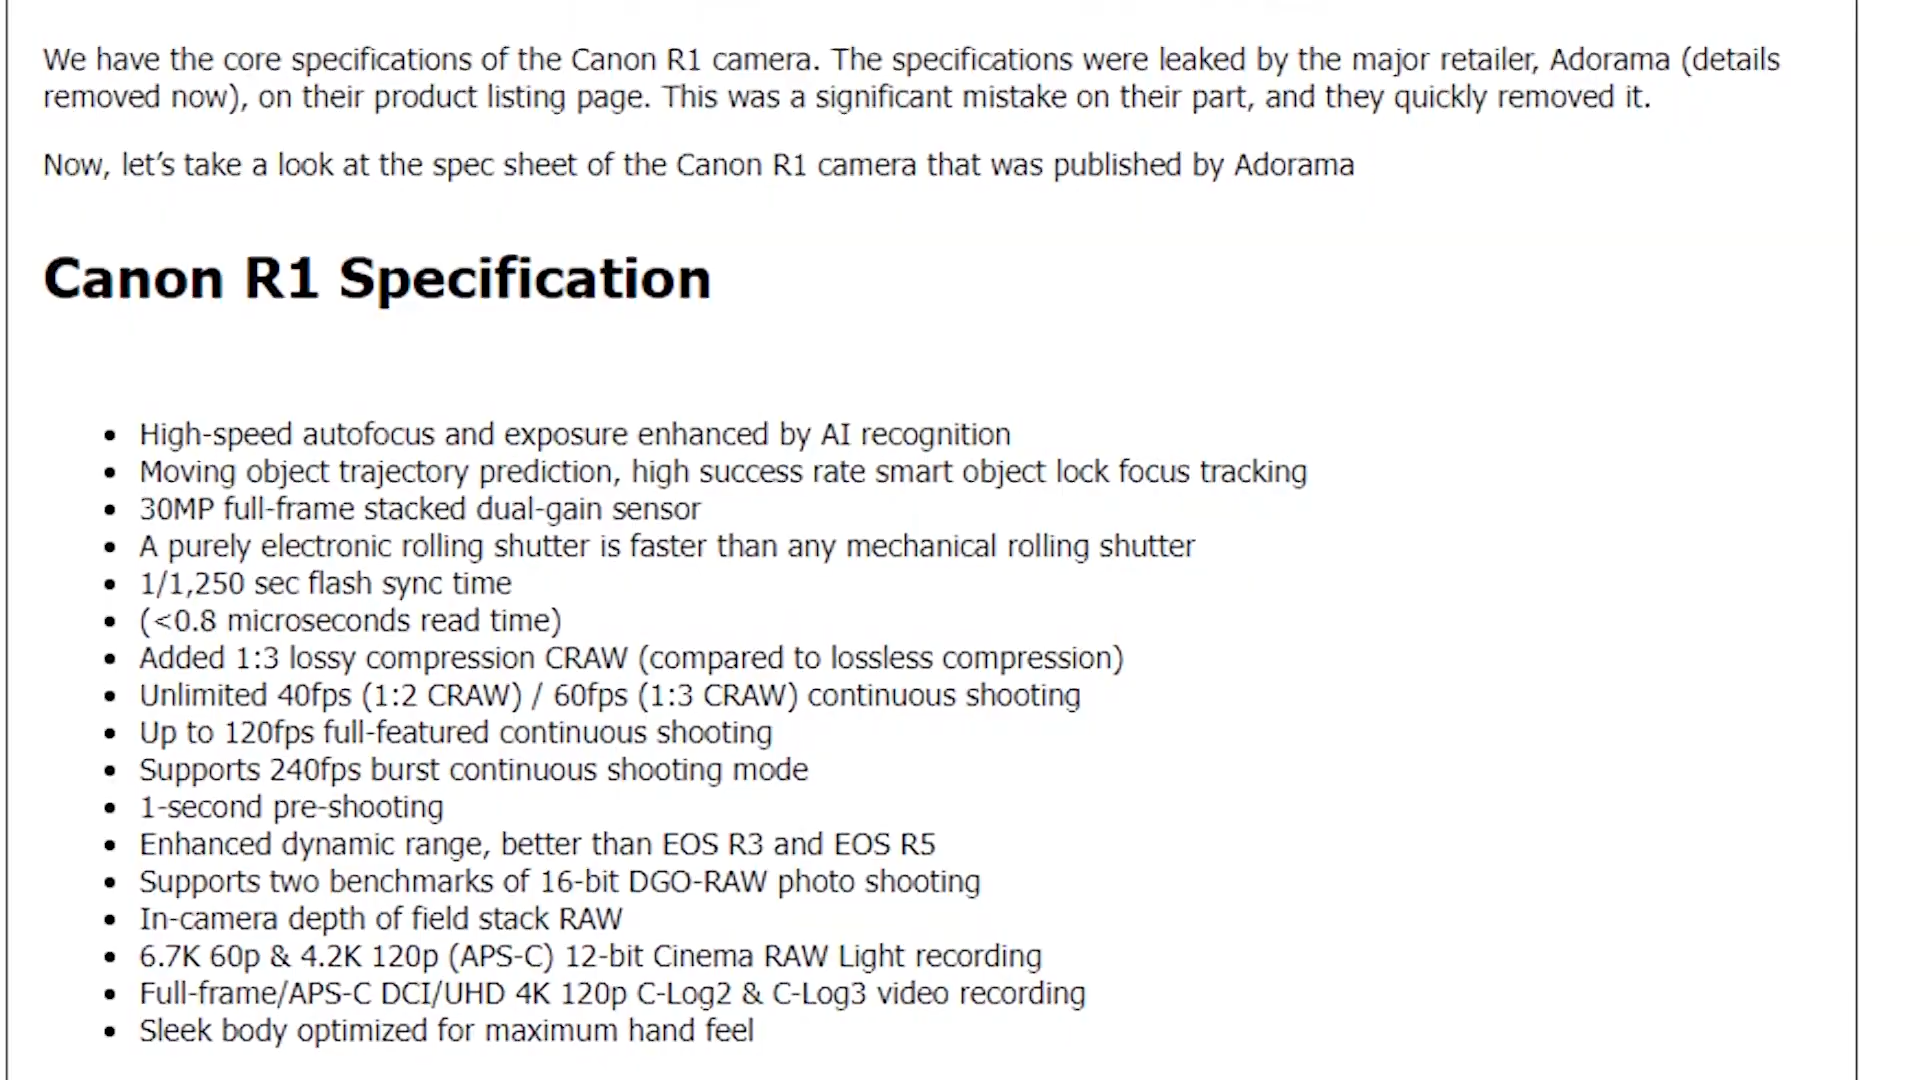 We have the core specifications of the Canon R1 camera. The specifications were leaked by the major retailer, Adorama (details
removed now), on their product listing page. This was a significant mistake on their part, and they quickly removed it.
Now, let’s take a look at the spec sheet of the Canon R1 camera that was published by Adorama
Canon R1 Specification
• High-speed autofocus and exposure enhanced by AI recognition
• Moving object trajectory prediction, high success rate smart object lock focus tracking
• 30MP full-frame stacked dual-gain sensor
• A purely electronic rolling shutter is faster than any mechanical rolling shutter
• 1/1,250 sec flash sync time
• (<0.8 microseconds read time)
• Added 1:3 lossy compression CRAW (compared to lossless compression)
• Unlimited 40fps (1:2 CRAW) / 60fps (1:3 CRAW) continuous shooting
• Up to 120fps full-featured continuous shooting
• Supports 240fps burst continuous shooting mode
• 1-second pre-shooting
• Enhanced dynamic range, better than EOS R3 and EOS R5
• Supports two benchmarks of 16-bit DGO-RAW photo shooting
• In-camera depth of field stack RAW
• 6.7K 60p & 4.2K 120p (APS-C) 12-bit Cinema RAW Light recording
• Full-frame/APS-C DCI/UHD 4K 120p C-Log2 & C-Log3 video recording
• Sleek body optimized for maximum hand feel